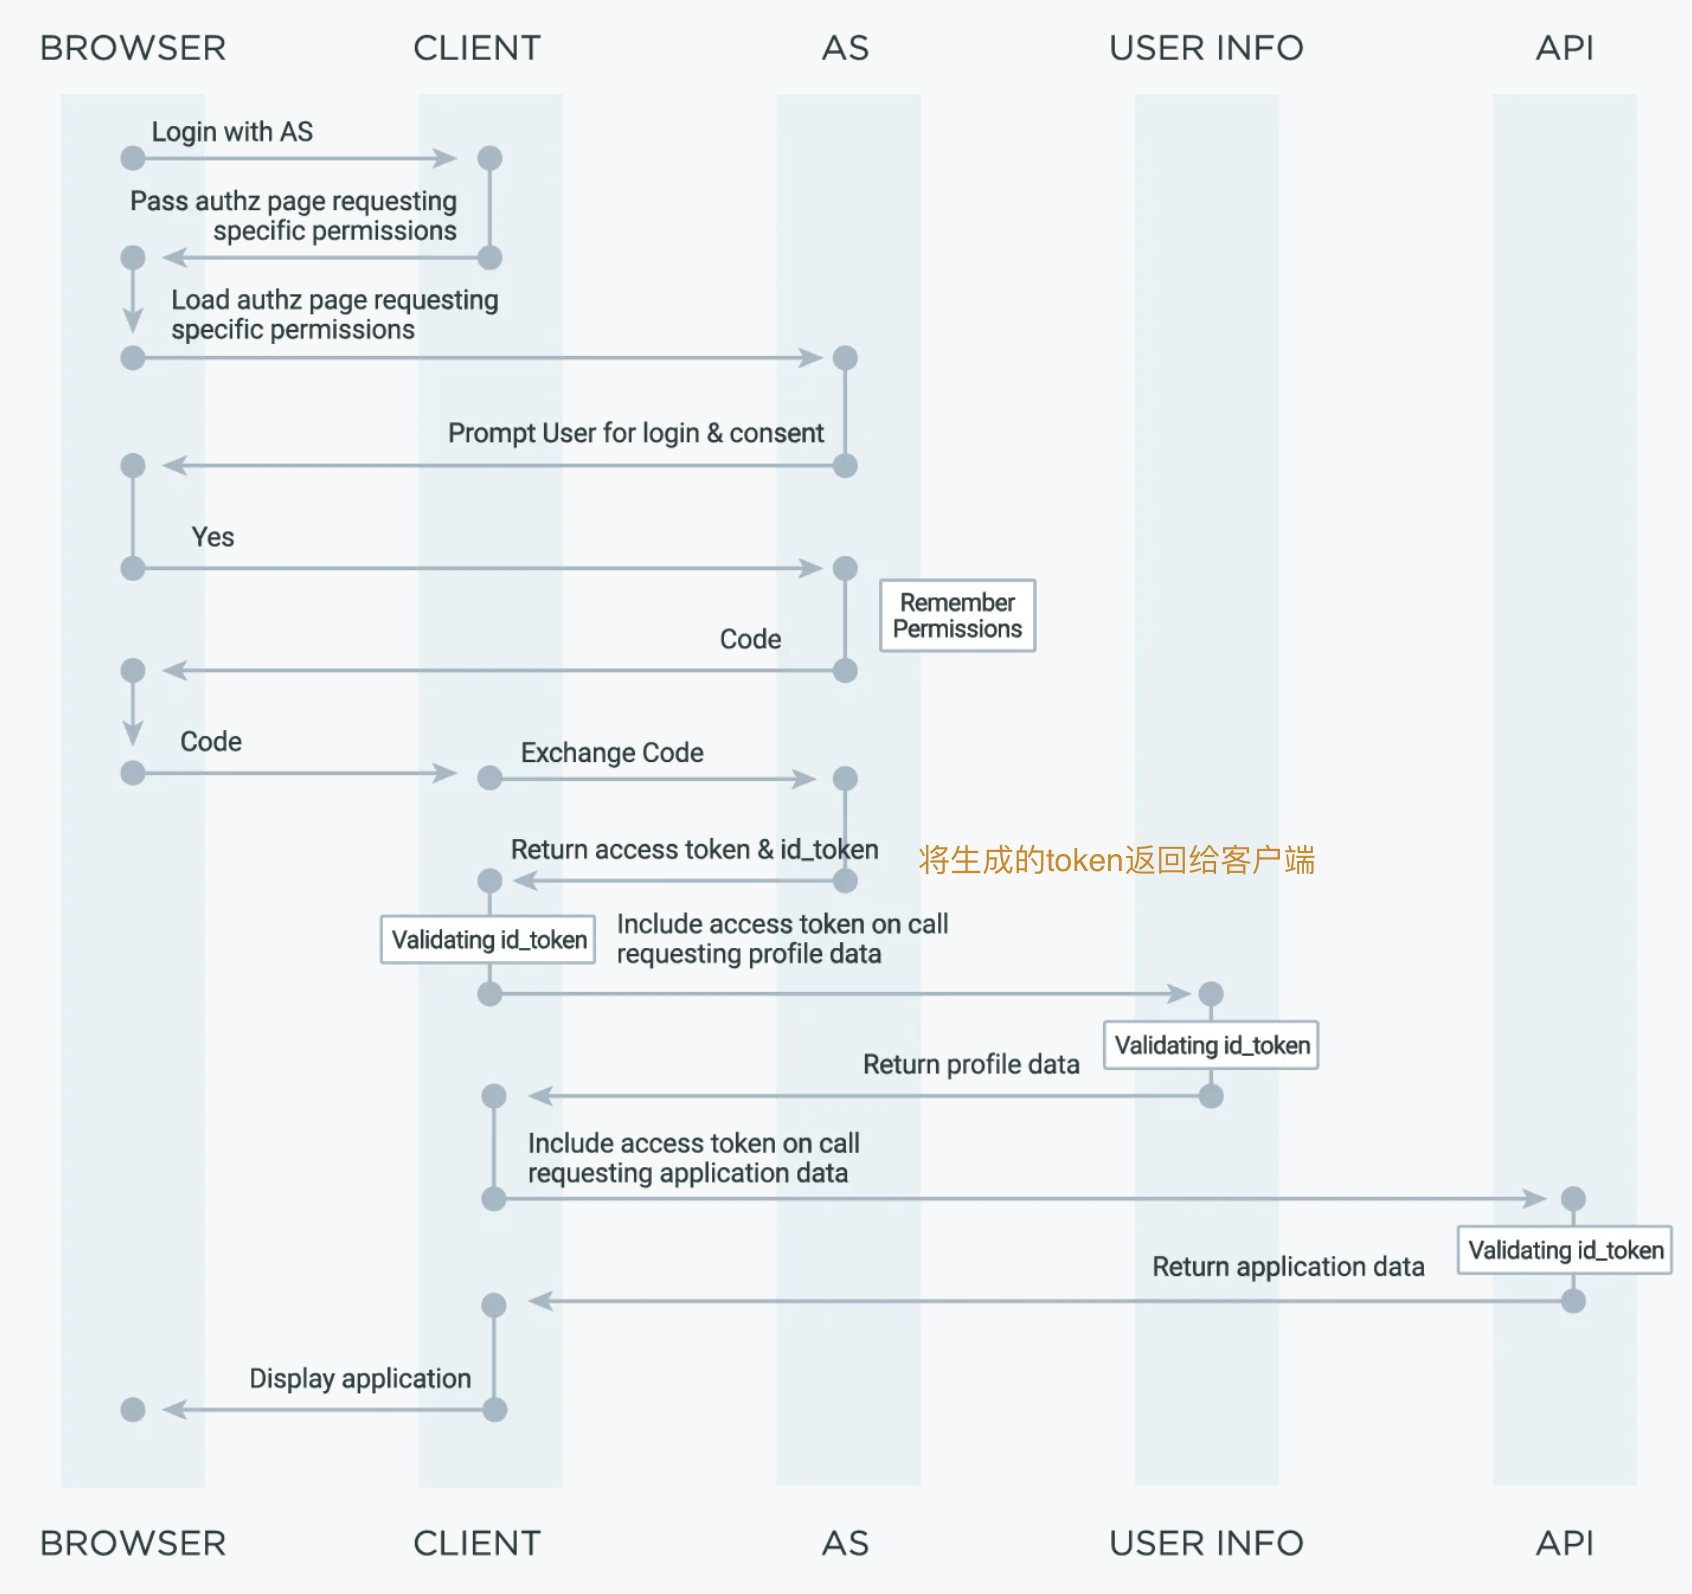 BROWSER CLIENT AS USER INFO API
Login with AS
Pass authz page requesting
specific permissions
Load authz page requesting
specific permissions
Prompt User for login & consent
Yes
Remember
Permissions
Code
Code
Exchange Code
Return access token & id_token
将生成的token返回给客户端
Validating id_token
Include access token on call
requesting profile data
Validating id_token
Return profile data
Include access token on call
requesting application data
Validating id_token
Return application data
Display application
BROWSER CLIENT AS USER INFO API